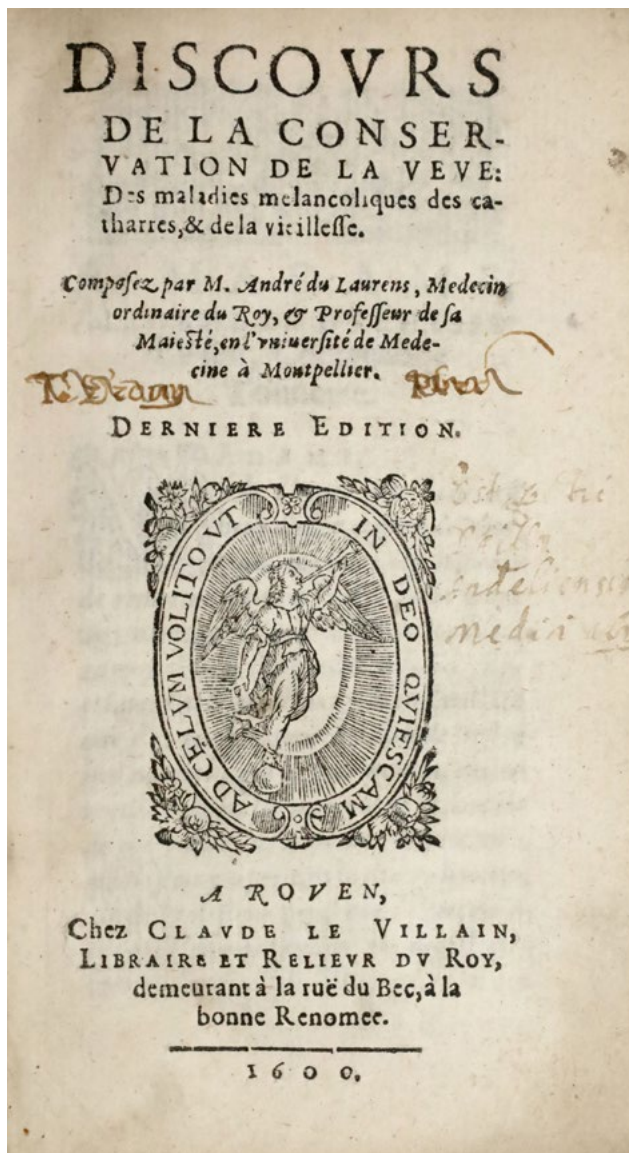 DISCOVRS
DE LA CONSER-
VATION DE LA VEVE:
Des maladies melancoliques des ca-
tharres, & de la vieillesse.
Composez par M. André du Laurens, Medecin
ordinaire du Roy, & Professeur de sa
Maiesté, en l'vniuersité de Mede-
cine à Montpellier.
DERNIERE EDITION.
AD CELVM VOLITO VT IN DEO QVIESCAM
A ROVEN,
Chez CLAVDE LE VILLAIN,
LIBRAIRE ET RELIEVR DV ROY,
demeurant à la ruë du Bec, à la
bonne Renomee.
1600.